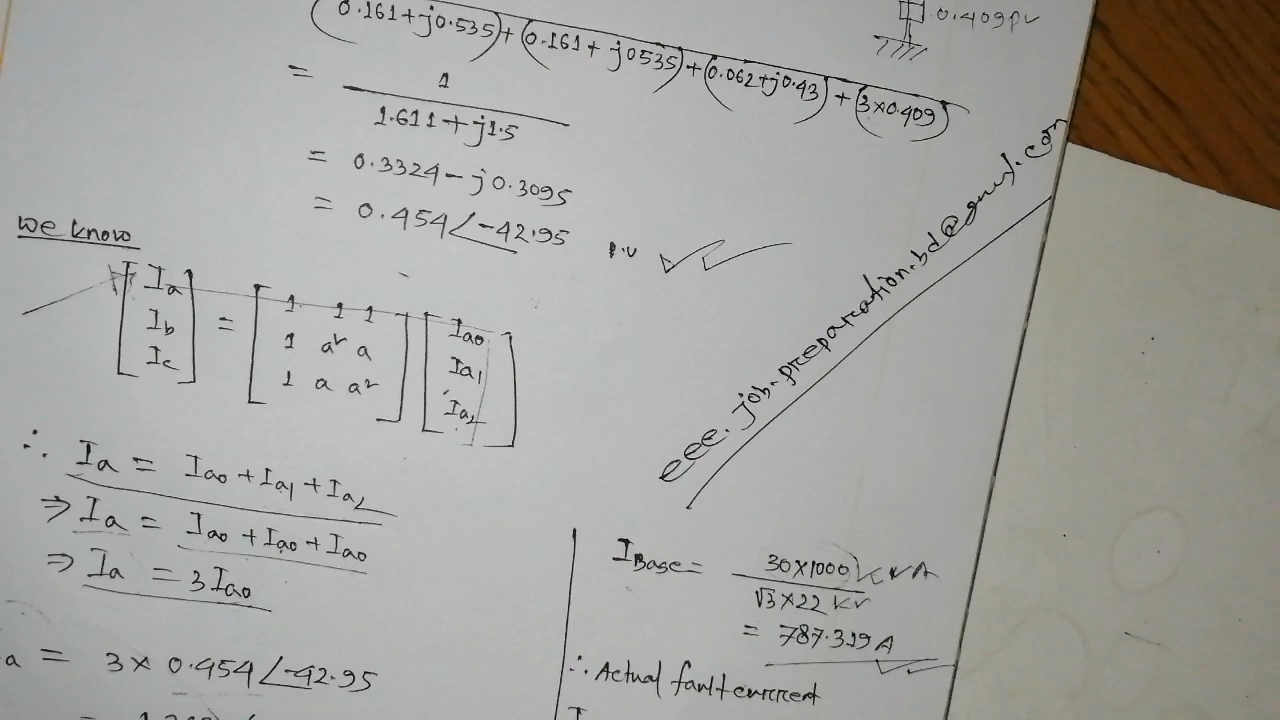 0.409pu
(0.161+j0.535)+(0.161+j0535)+(0.062+j0.43)+(3×0.409)
= 1
1.611+j1.5
= 0.3324-j0.3095
= 0.454∠-42.95 p.u
we know
[Ia Ib Ic] = [1 1 1; 1 a² a; 1 a a²] [Ia0 Ia1 Ia2]
∴ Ia = Ia0+Ia1+Ia2
⇒ Ia = Ia0+Ia0+Ia0
⇒ Ia = 3Ia0
a = 3×0.454∠-42.95
eee.job.preparation.bd@gmail.com
IBase = 30×1000 kVA
√3×22 kv
= 787.319A
∴ Actual fault current